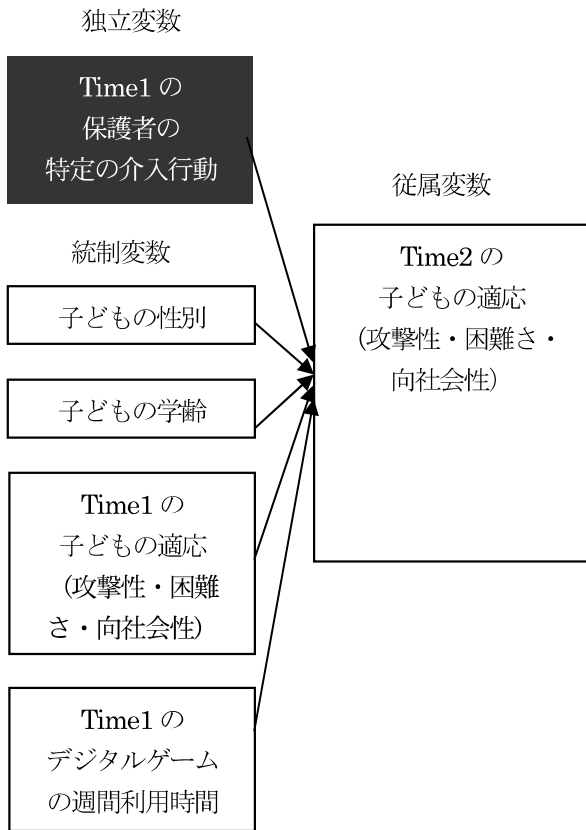 独立変数
Time1 の
保護者の
特定の介入行動
統制変数
子どもの性別
子どもの学齢
Time1 の
子どもの適応
(攻撃性・困難
さ・向社会性)
Time1 の
デジタルゲーム
の週間利用時間
従属変数
Time2 の
子どもの適応
(攻撃性・困難さ・
向社会性)